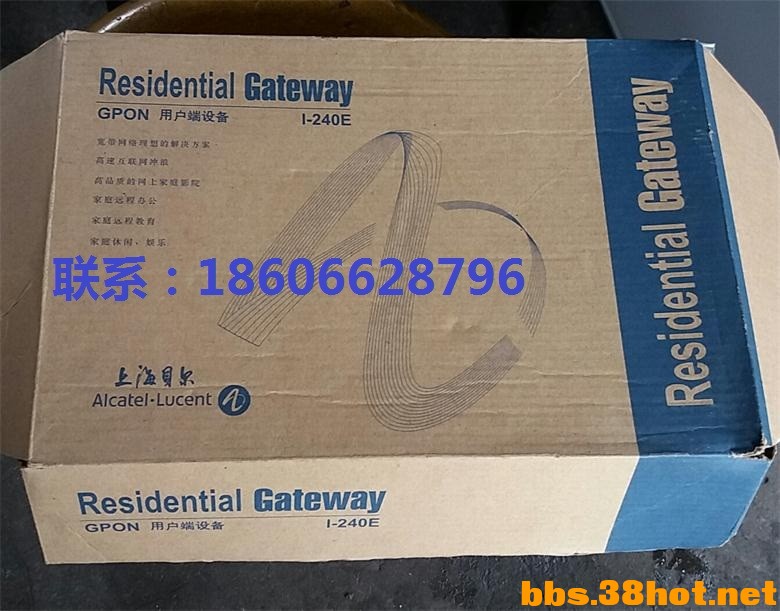 Residential Gateway
GPON 用户端设备 I-240E
宽带网络理想的解决方案
高速互联网冲浪
高品质的网上家庭影院
家庭远程办公
家庭远程教育
家庭休闲、娱乐
联系：18606628796
上海贝尔
Alcatel·Lucent
Residential Gateway
Residential Gateway
GPON 用户端设备 I-240E
bbs.38hot.net